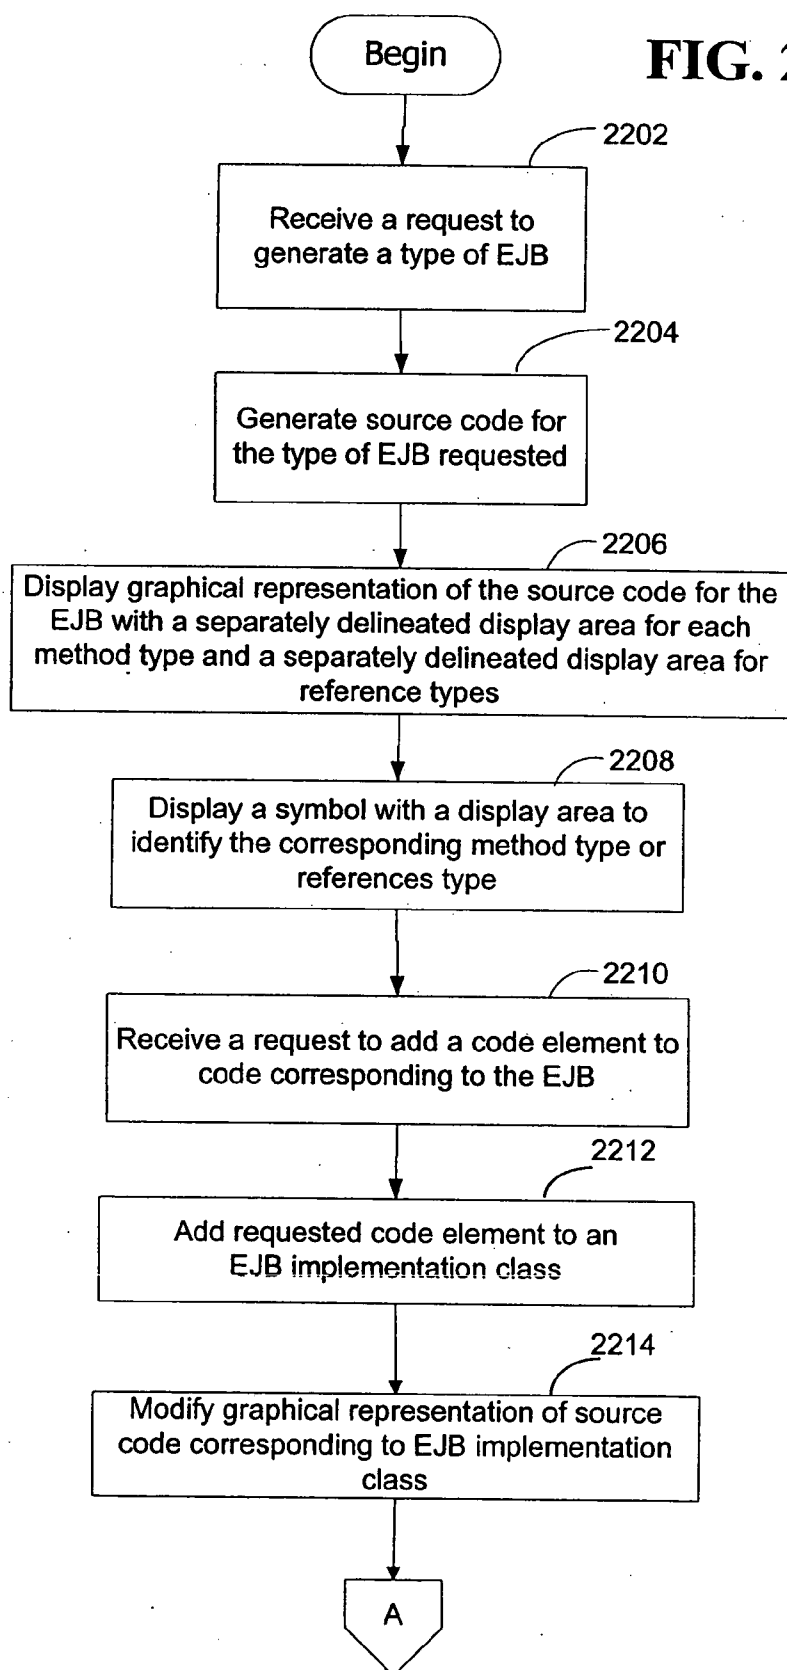 Begin
FIG. 2
2202
Receive a request to
generate a type of EJB
2204
Generate source code for
the type of EJB requested
2206
Display graphical representation of the source code for the
EJB with a separately delineated display area for each
method type and a separately delineated display area for
reference types
2208
Display a symbol with a display area to
identify the corresponding method type or
references type
2210
Receive a request to add a code element to
code corresponding to the EJB
2212
Add requested code element to an
EJB implementation class
2214
Modify graphical representation of source
code corresponding to EJB implementation
class
A